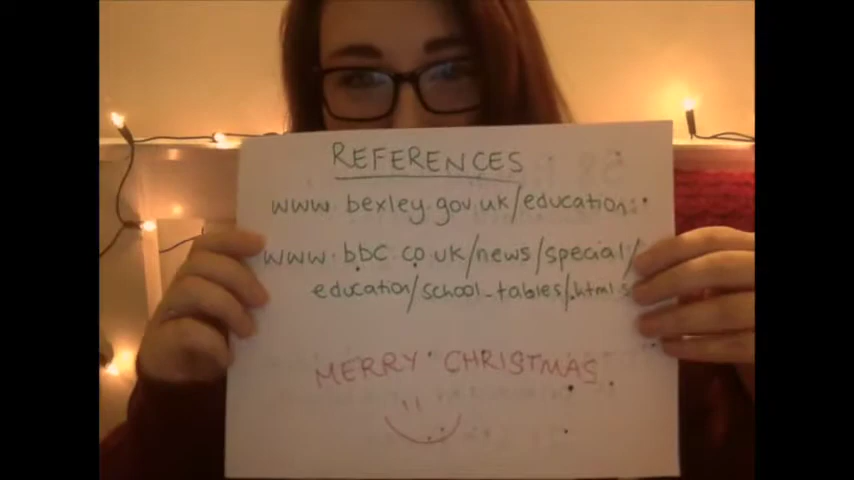 REFERENCES
www.bexley.gov.uk/education
www.bbc.co.uk/news/special/
education/school_tables/.html.s
MERRY CHRISTMAS